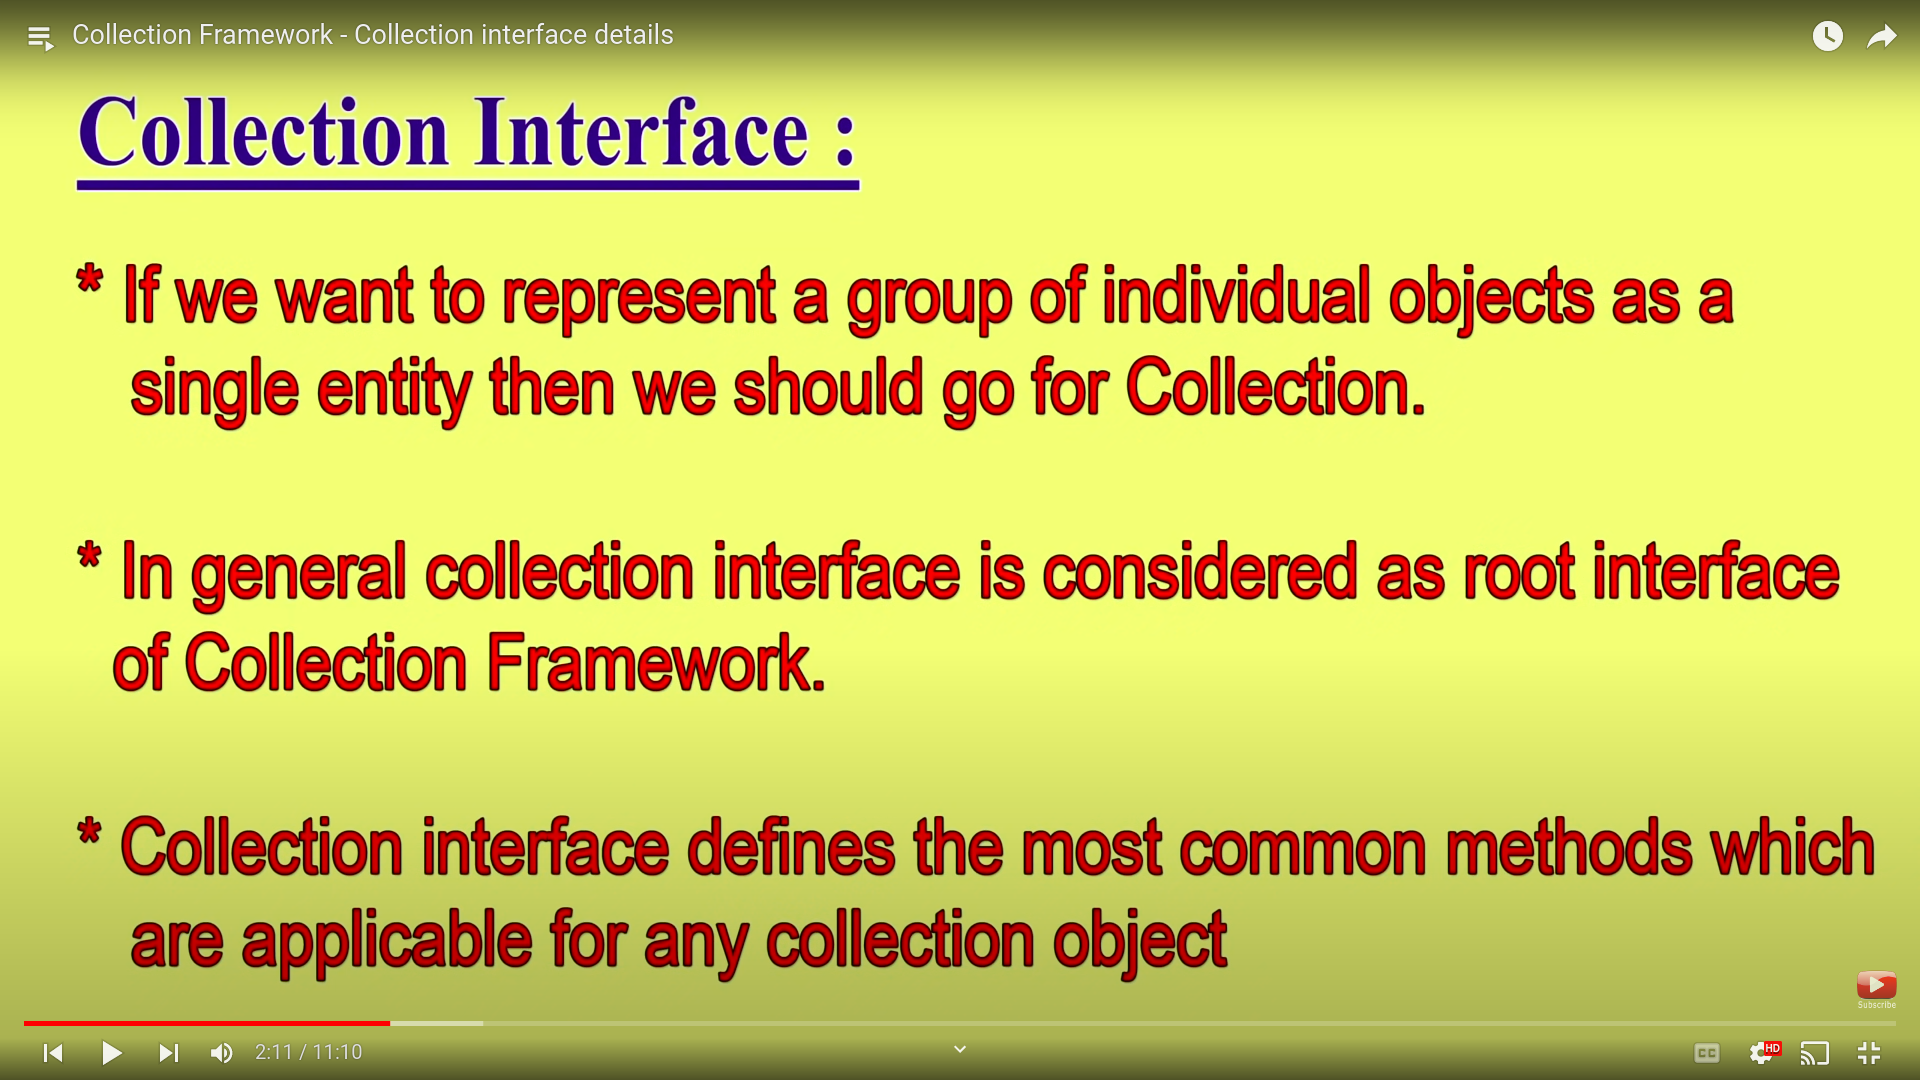 Collection Framework - Collection interface details
Collection Interface :
* If we want to represent a group of individual objects as a
single entity then we should go for Collection.
* In general collection interface is considered as root interface
of Collection Framework.
* Collection interface defines the most common methods which
are applicable for any collection object
Subscribe
2:11 / 11:10
CC
HD